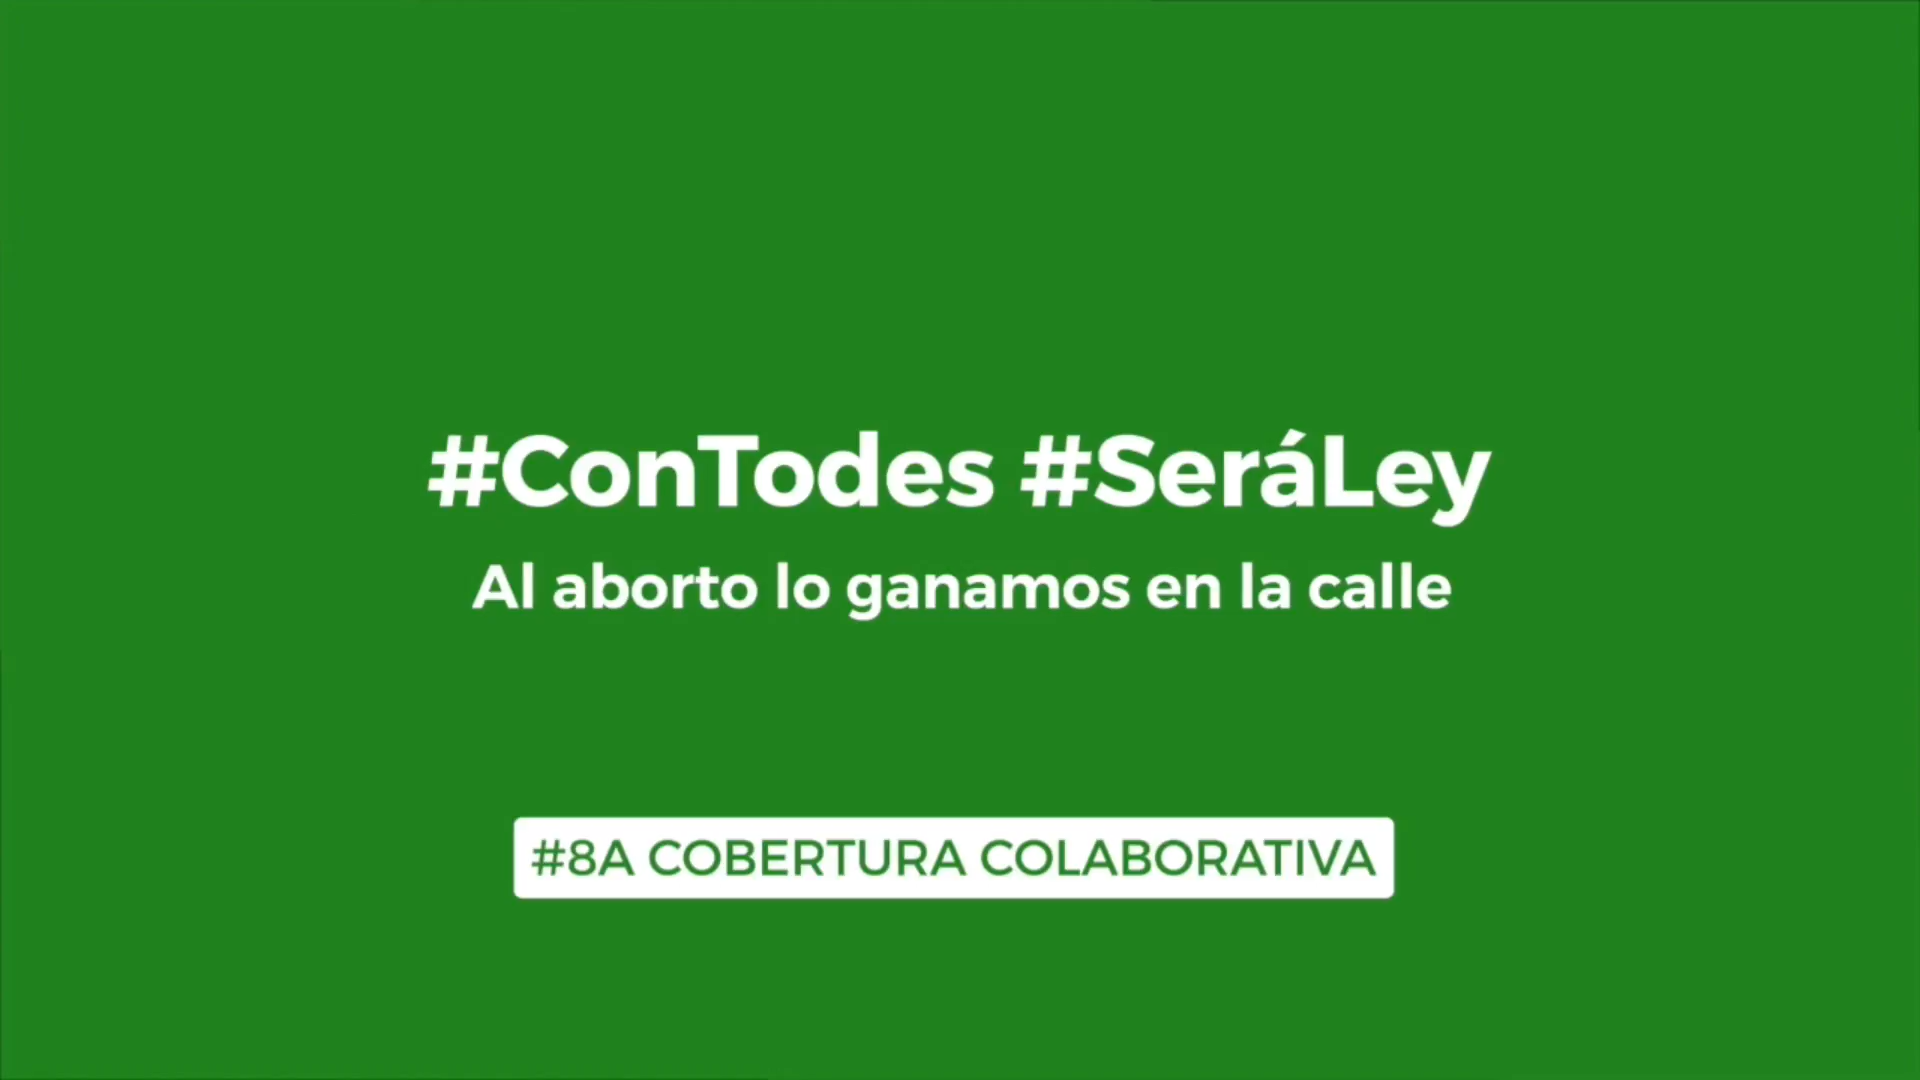 #ConTodes #SeráLey
Al aborto lo ganamos en la calle
#8A COBERTURA COLABORATIVA